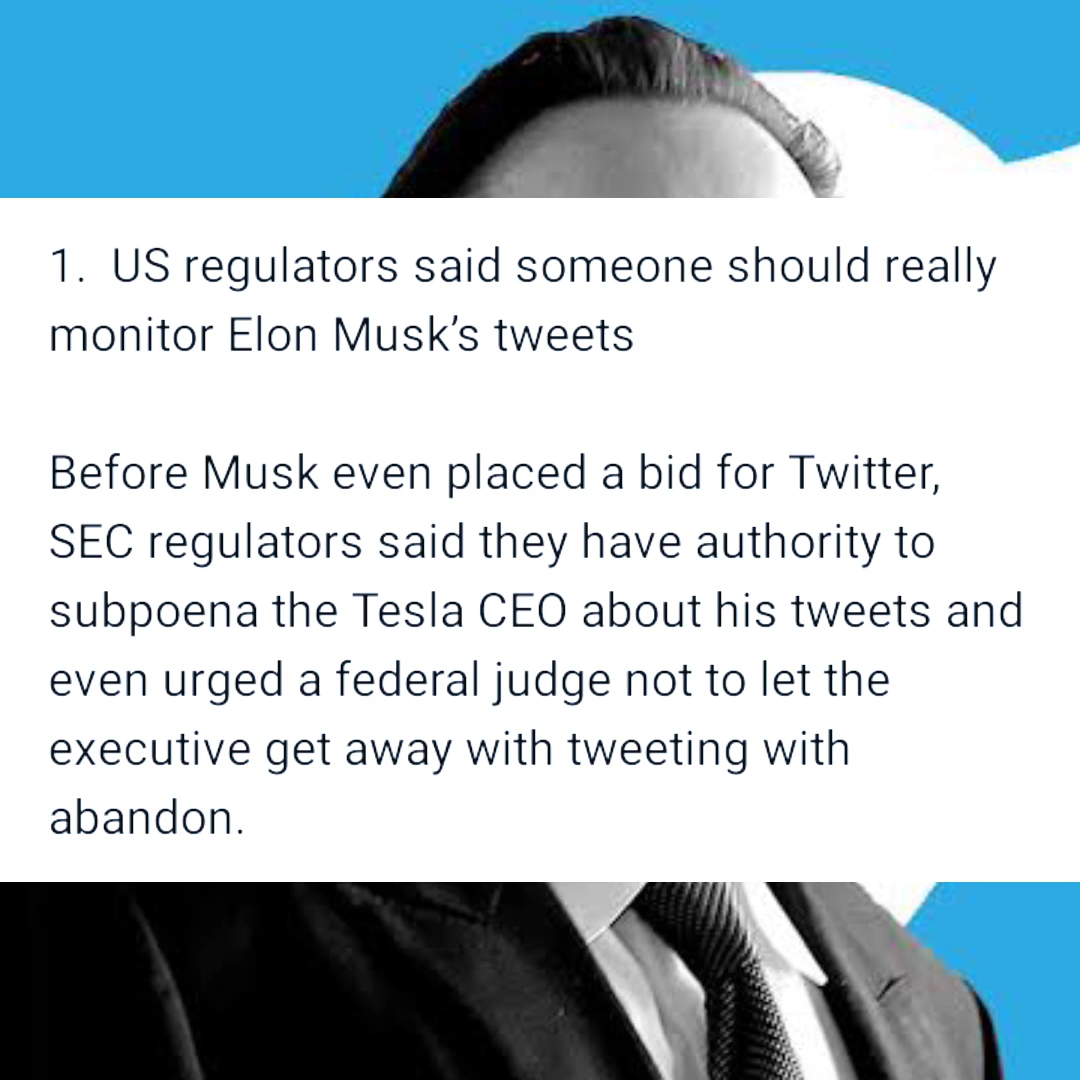 1. US regulators said someone should really
monitor Elon Musk’s tweets
Before Musk even placed a bid for Twitter,
SEC regulators said they have authority to
subpoena the Tesla CEO about his tweets and
even urged a federal judge not to let the
executive get away with tweeting with
abandon.